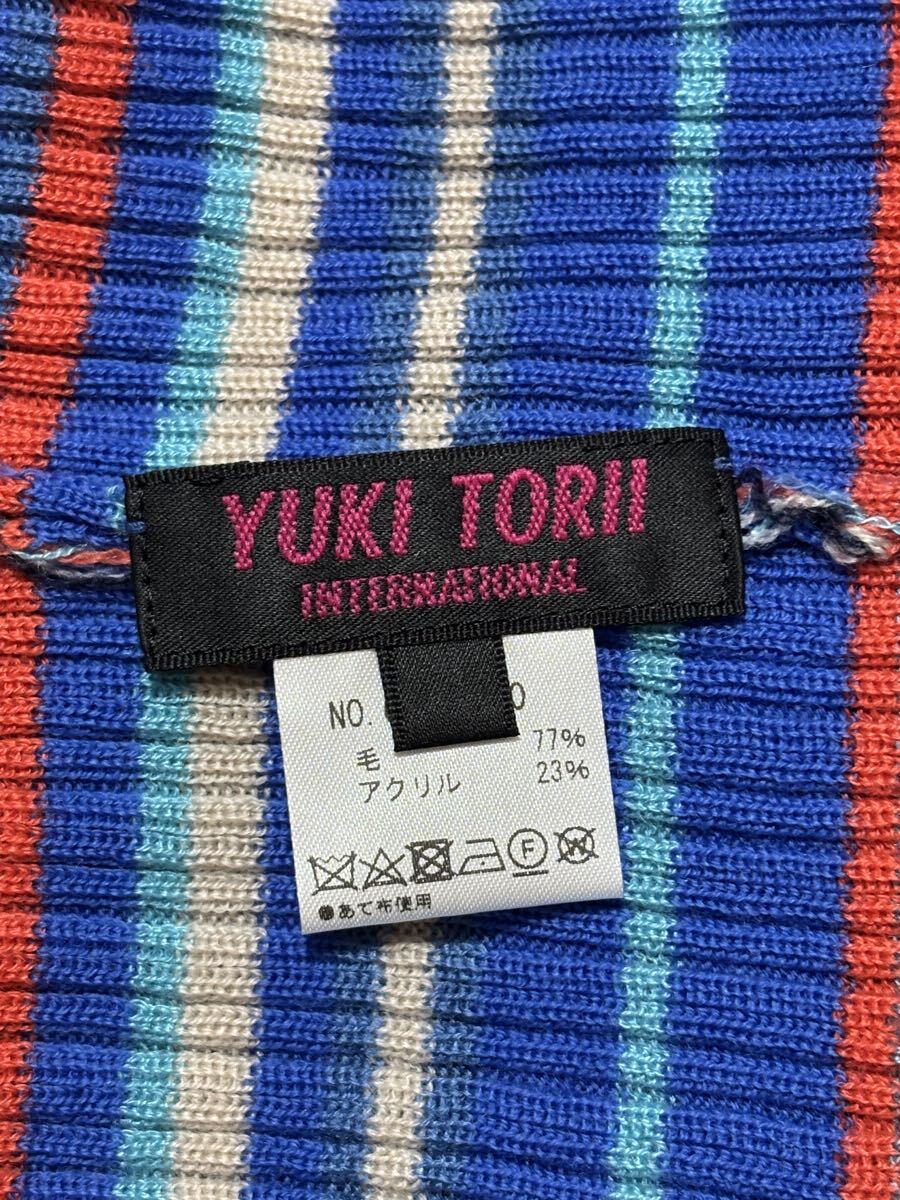 YUKI TORII
INTERNATIONAL
NO.
毛 77%
アクリル 23%
F W
●あて布使用